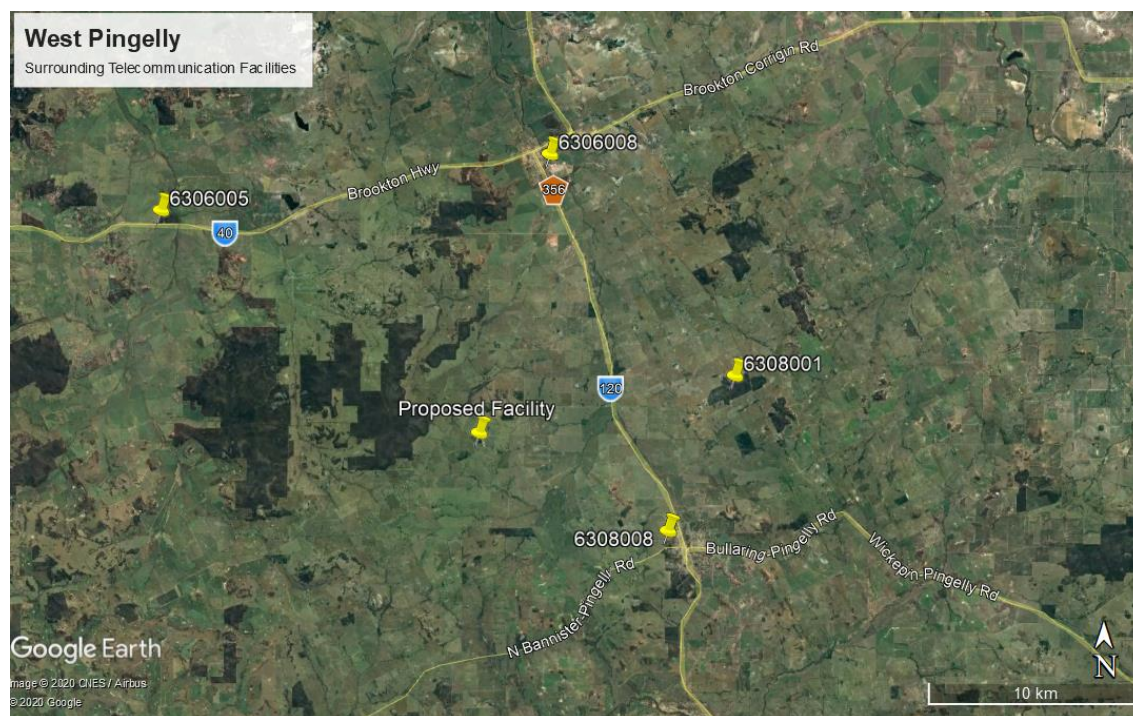 West Pingelly
Surrounding Telecommunication Facilities
Brookton Corrigin Rd
6306008
Brookton Hwy
356
6306005
40
6308001
120
Proposed Facility
6308008
Bullaring-Pingelly Rd
Wickepin-Pingelly Rd
N Bannister-Pingelly Rd
Google Earth
mage © 2020 CNES / Airbus
© 2020 Google
N
10 km